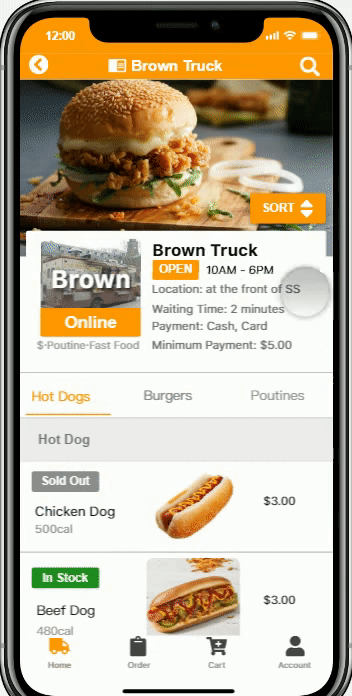 12:00
Brown Truck
SORT
Brown Truck
OPEN 10AM - 6PM
Location: at the front of SS
Waiting Time: 2 minutes
Payment: Cash, Card
Minimum Payment: $5.00
Brown
Online
$·Poutine·Fast Food
Hot Dogs Burgers Poutines
Hot Dog
Sold Out
Chicken Dog
500cal
$3.00
In Stock
Beef Dog
480cal
$3.00
Home Order Cart Account